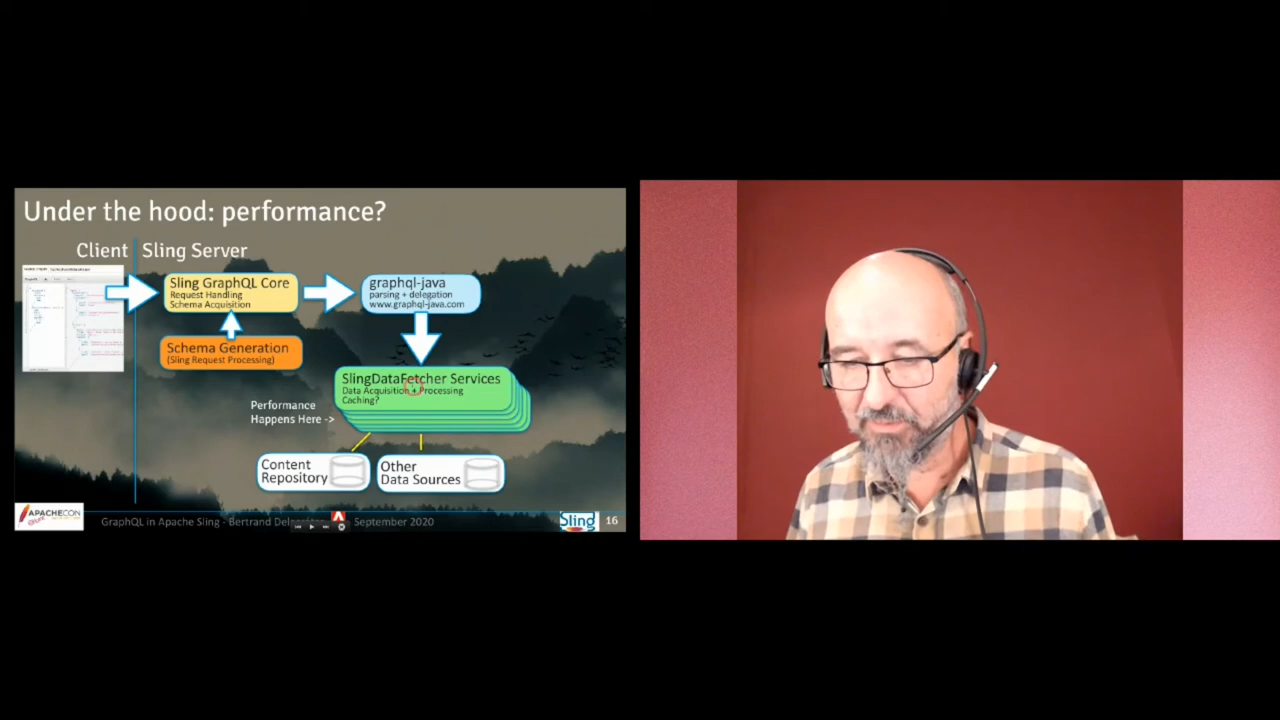 Under the hood: performance?
Client
Sling Server
Sling GraphQL Core
Request Handling
Schema Acquisition
graphql-java
parsing + delegation
www.graphql-java.com
Schema Generation
(Sling Request Processing)
SlingDataFetcher Services
Data Acquisition + Processing
Caching?
Performance
Happens Here ->
Content
Repository
Other
Data Sources
APACHECON
GraphQL in Apache Sling - Bertrand September 2020
Sling
16